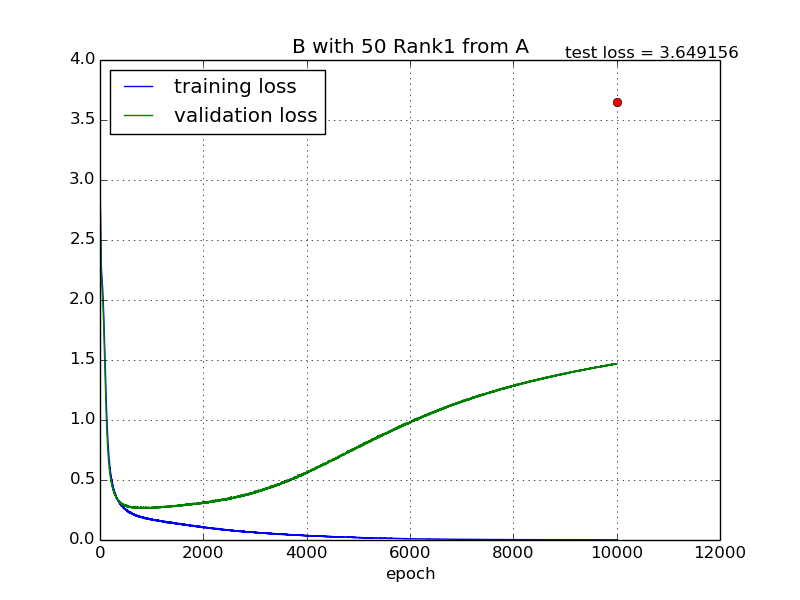 B with 50 Rank1 from A
test loss = 3.649156
training loss
validation loss
4.0
3.5
3.0
2.5
2.0
1.5
1.0
0.5
0.0
0 2000 4000 6000 8000 10000 12000
epoch